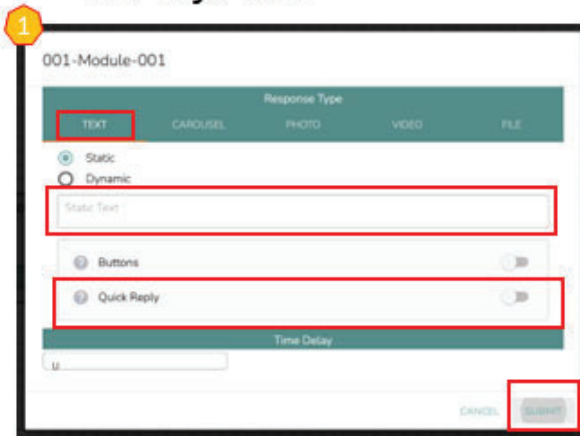 1
001-Module-001
Response Type
TEXT CAROUSEL PHOTO VIDEO FILE
Static
Dynamic
Static Text
Buttons
Quick Reply
Time Delay
CANCEL SUBMIT